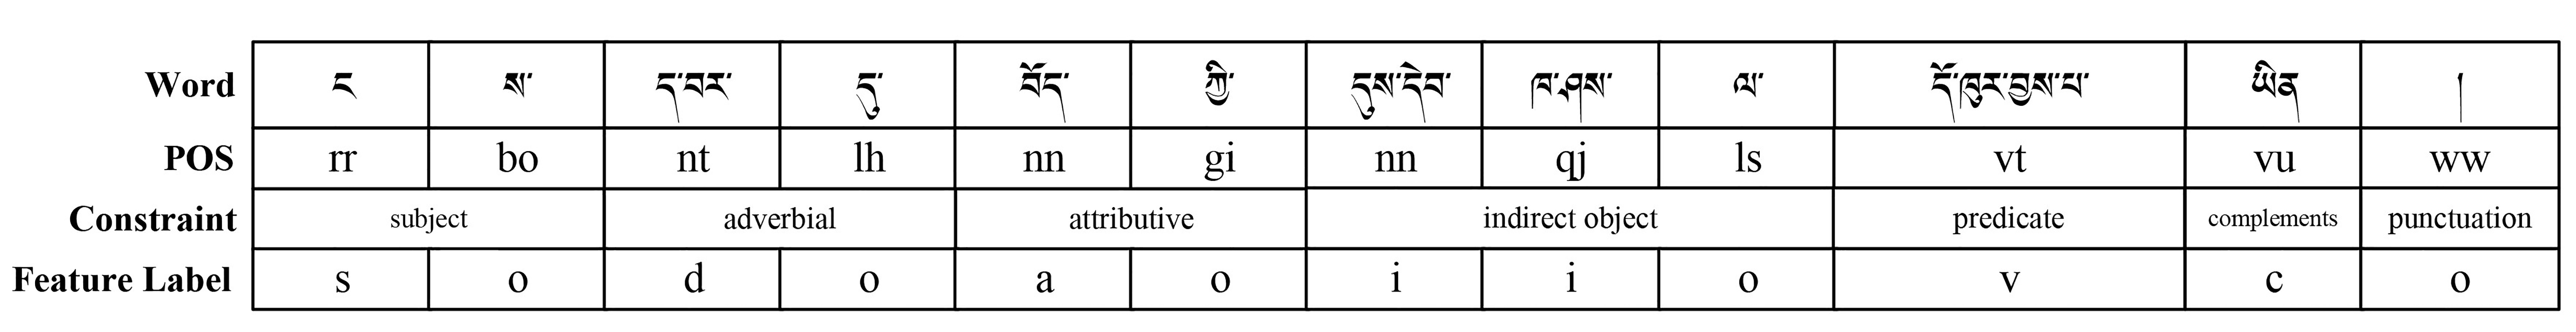 Word ང ས་ ད་བར་ དུ་ བོད་ ཀྱི་ དུས་དེབ་ ཁ་ཤས་ ལ་ དོ་ཁུར་བྱས་པ་ ཡིན །
POS rr bo nt lh nn gi nn qj ls vt vu ww
Constraint subject adverbial attributive indirect object predicate complements punctuation
Feature Label s o d o a o i i o v c o